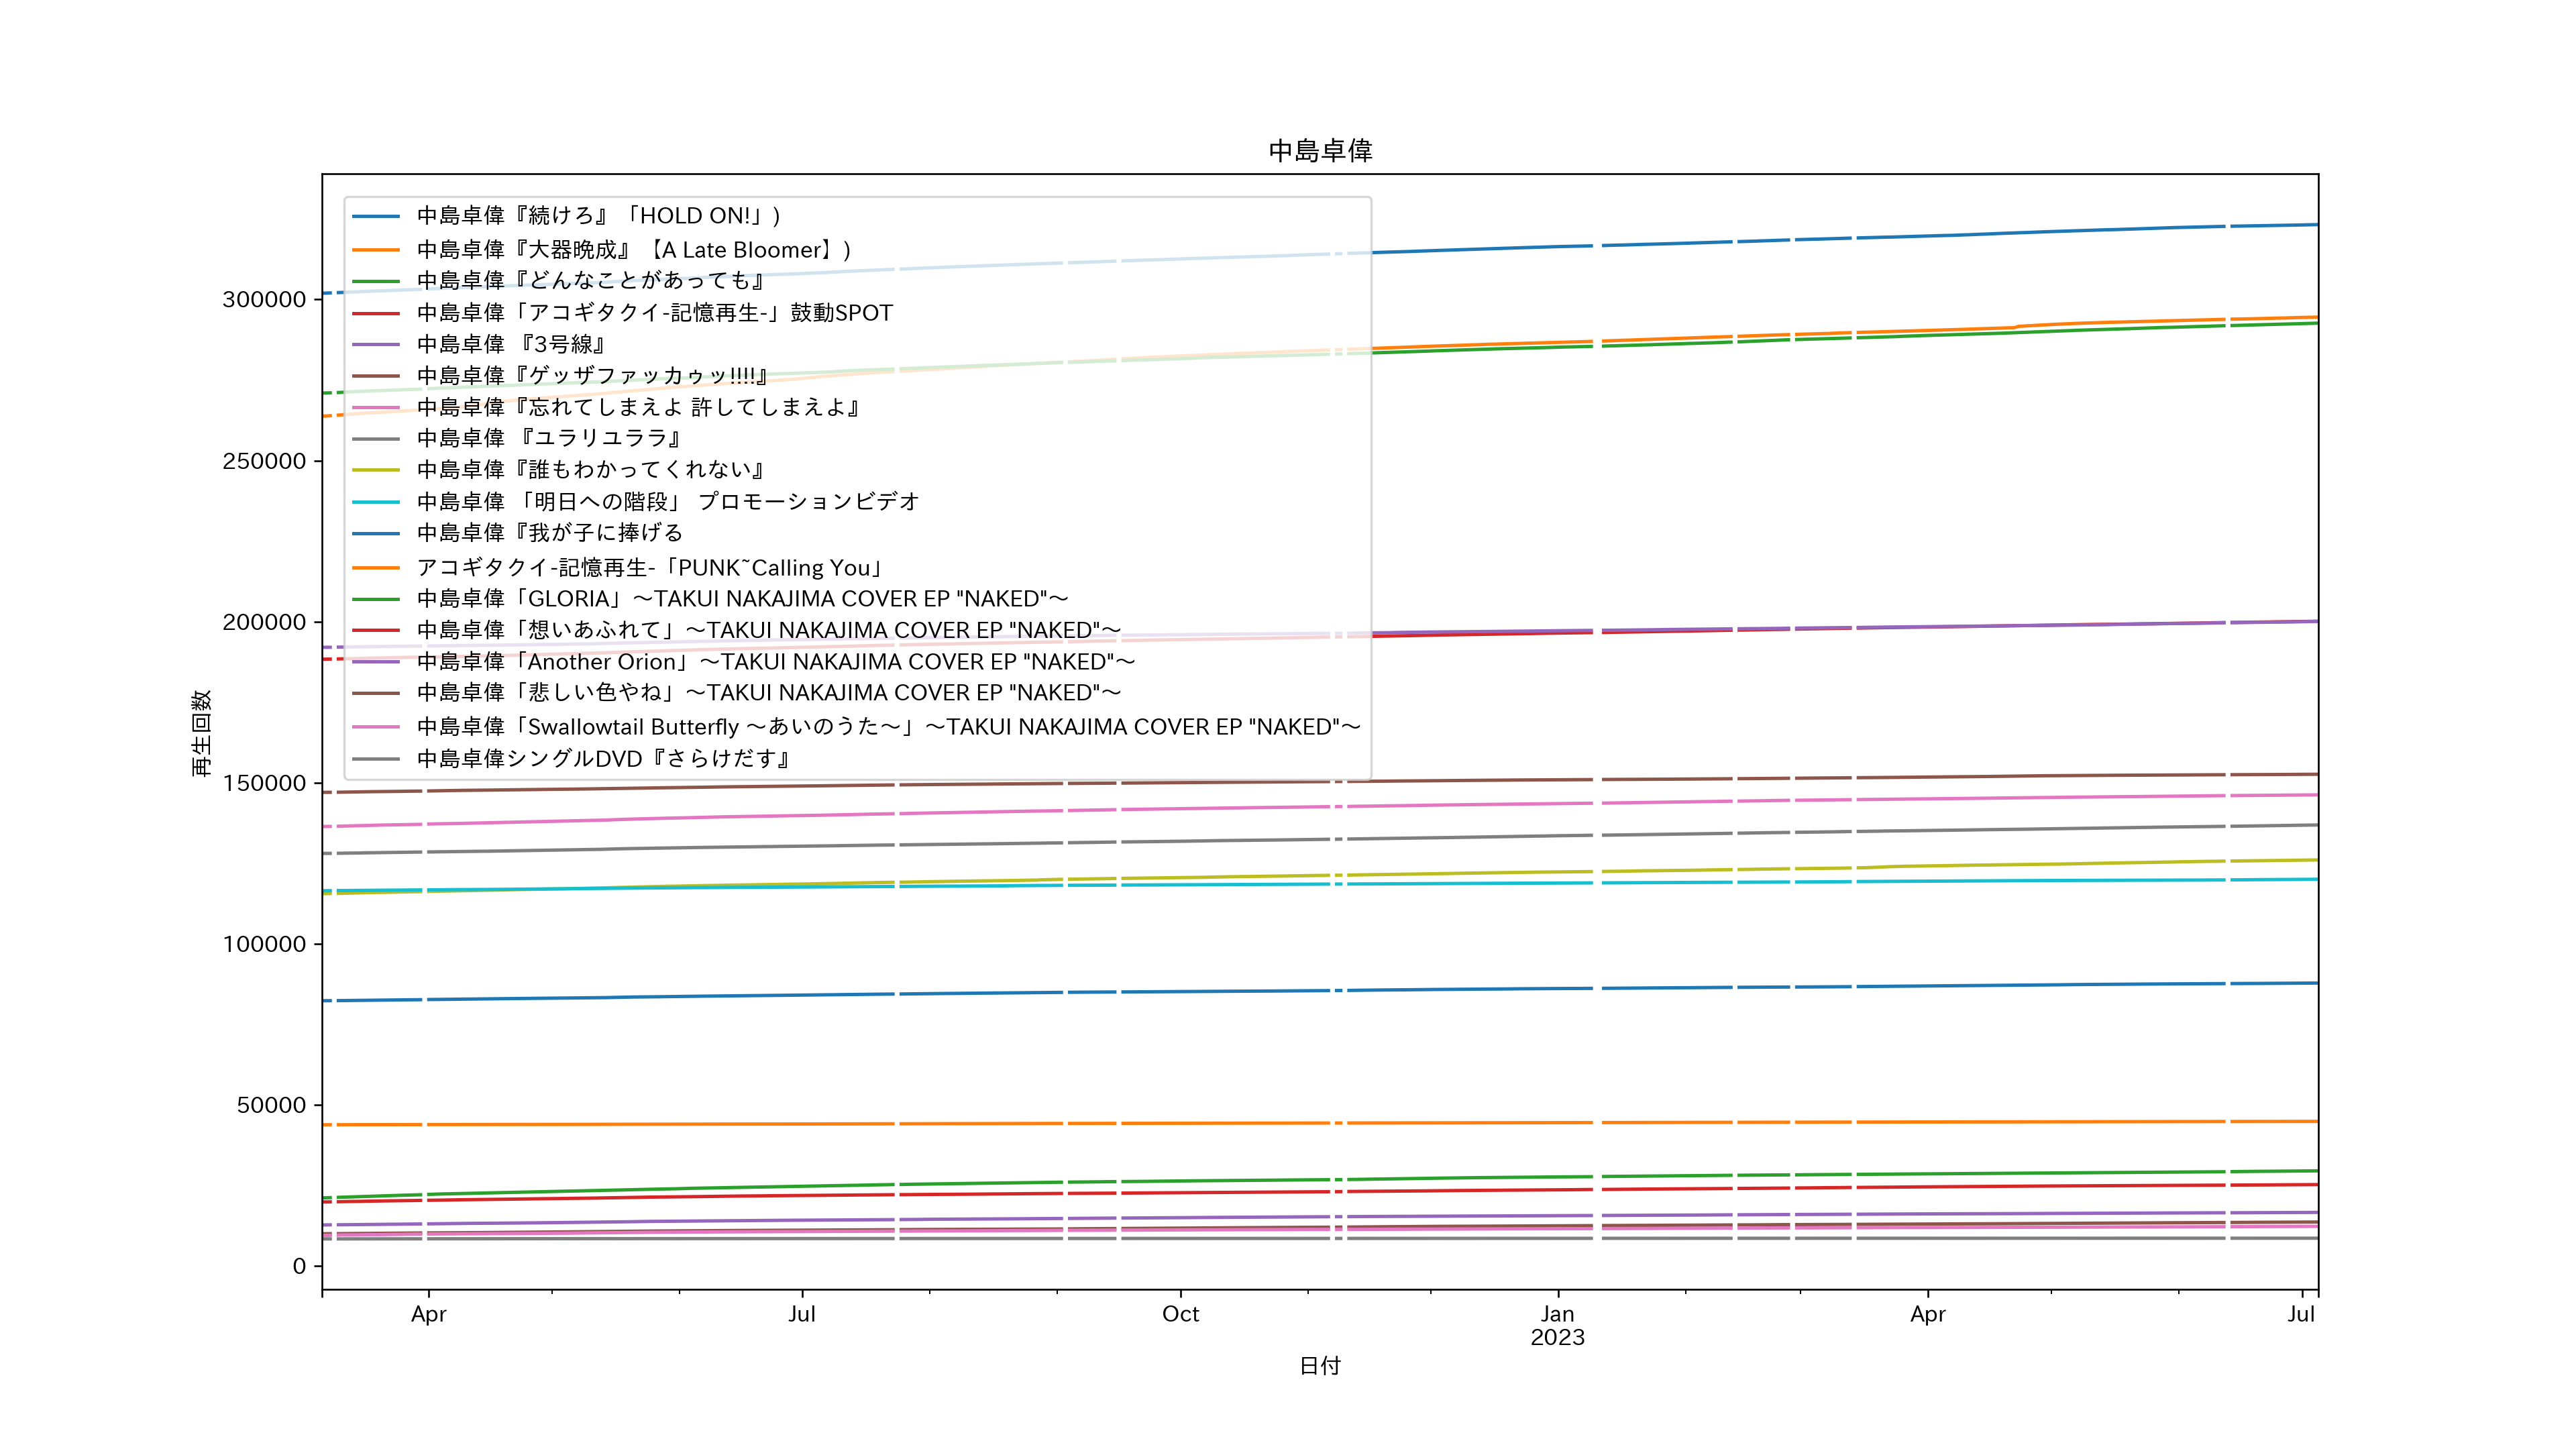 中島卓偉
中島卓偉『続けろ』「HOLD ON!」)
中島卓偉『大器晩成』【A Late Bloomer】)
中島卓偉『どんなことがあっても』
中島卓偉「アコギタクイ-記憶再生-」鼓動SPOT
中島卓偉 『3号線』
中島卓偉『ゲッザファッカゥッ!!!!』
中島卓偉『忘れてしまえよ 許してしまえよ』
中島卓偉 『ユラリユララ』
中島卓偉『誰もわかってくれない』
中島卓偉 「明日への階段」 プロモーションビデオ
中島卓偉『我が子に捧げる
アコギタクイ-記憶再生-「PUNK~Calling You」
中島卓偉「GLORIA」〜TAKUI NAKAJIMA COVER EP "NAKED"〜
中島卓偉「想いあふれて」〜TAKUI NAKAJIMA COVER EP "NAKED"〜
中島卓偉「Another Orion」〜TAKUI NAKAJIMA COVER EP "NAKED"〜
中島卓偉「悲しい色やね」〜TAKUI NAKAJIMA COVER EP "NAKED"〜
中島卓偉「Swallowtail Butterfly 〜あいのうた〜」〜TAKUI NAKAJIMA COVER EP "NAKED"〜
中島卓偉シングルDVD『さらけだす』
300000
250000
200000
150000
100000
50000
0
再生回数
Apr Jul Oct Jan Apr Jul
2023
日付